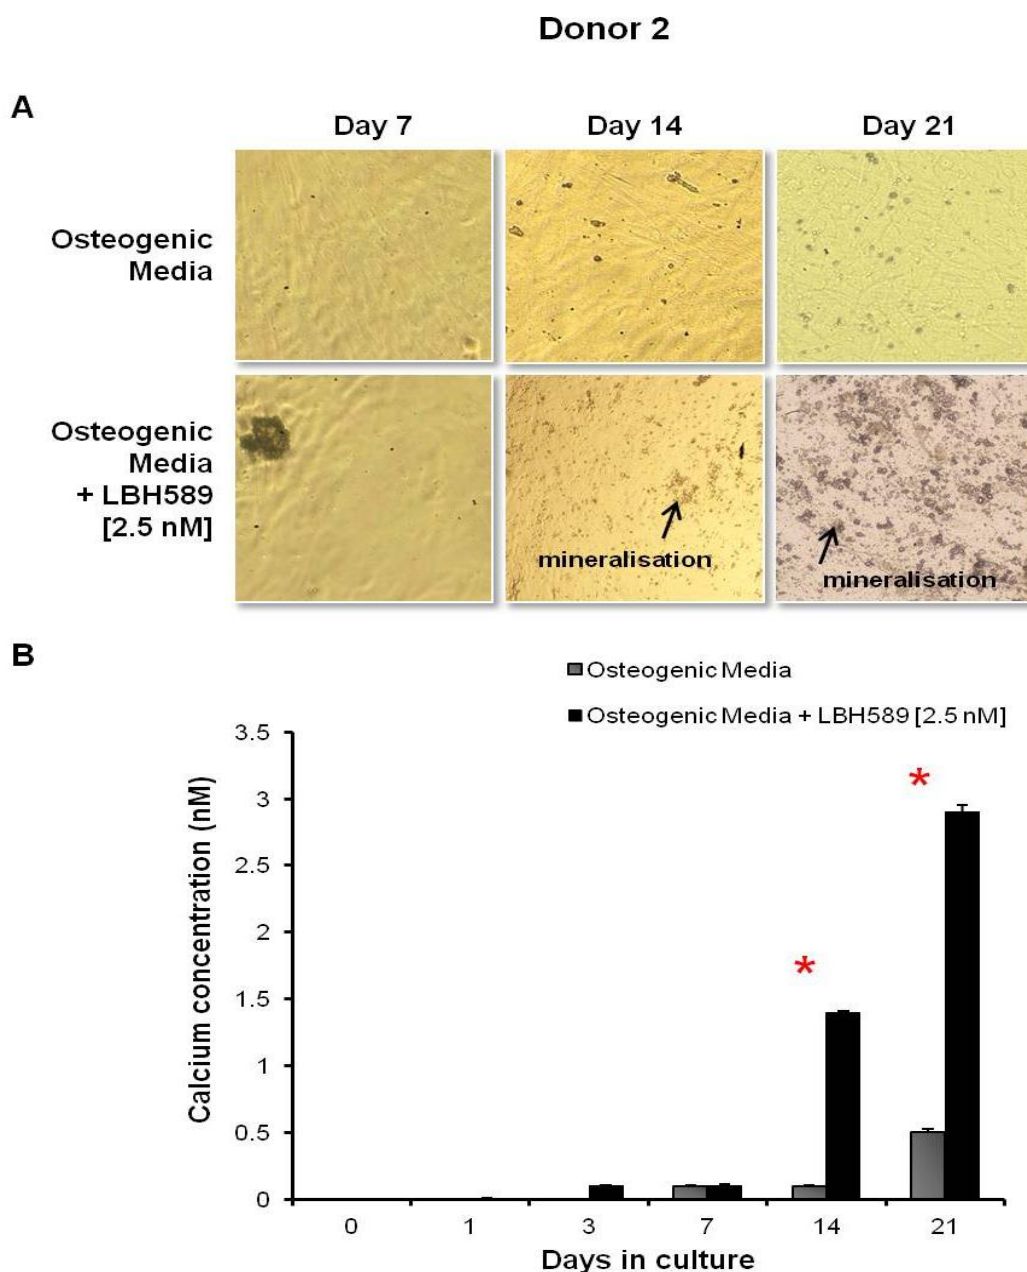 Donor 2
A
Day 7 Day 14 Day 21
Osteogenic
Media
Osteogenic
Media
+ LBH589
[2.5 nM]
mineralisation
mineralisation
B
Osteogenic Media
Osteogenic Media + LBH589 [2.5 nM]
Calcium concentration (nM)
3.5
3
2.5
2
1.5
1
0.5
0
*
*
0 1 3 7 14 21
Days in culture